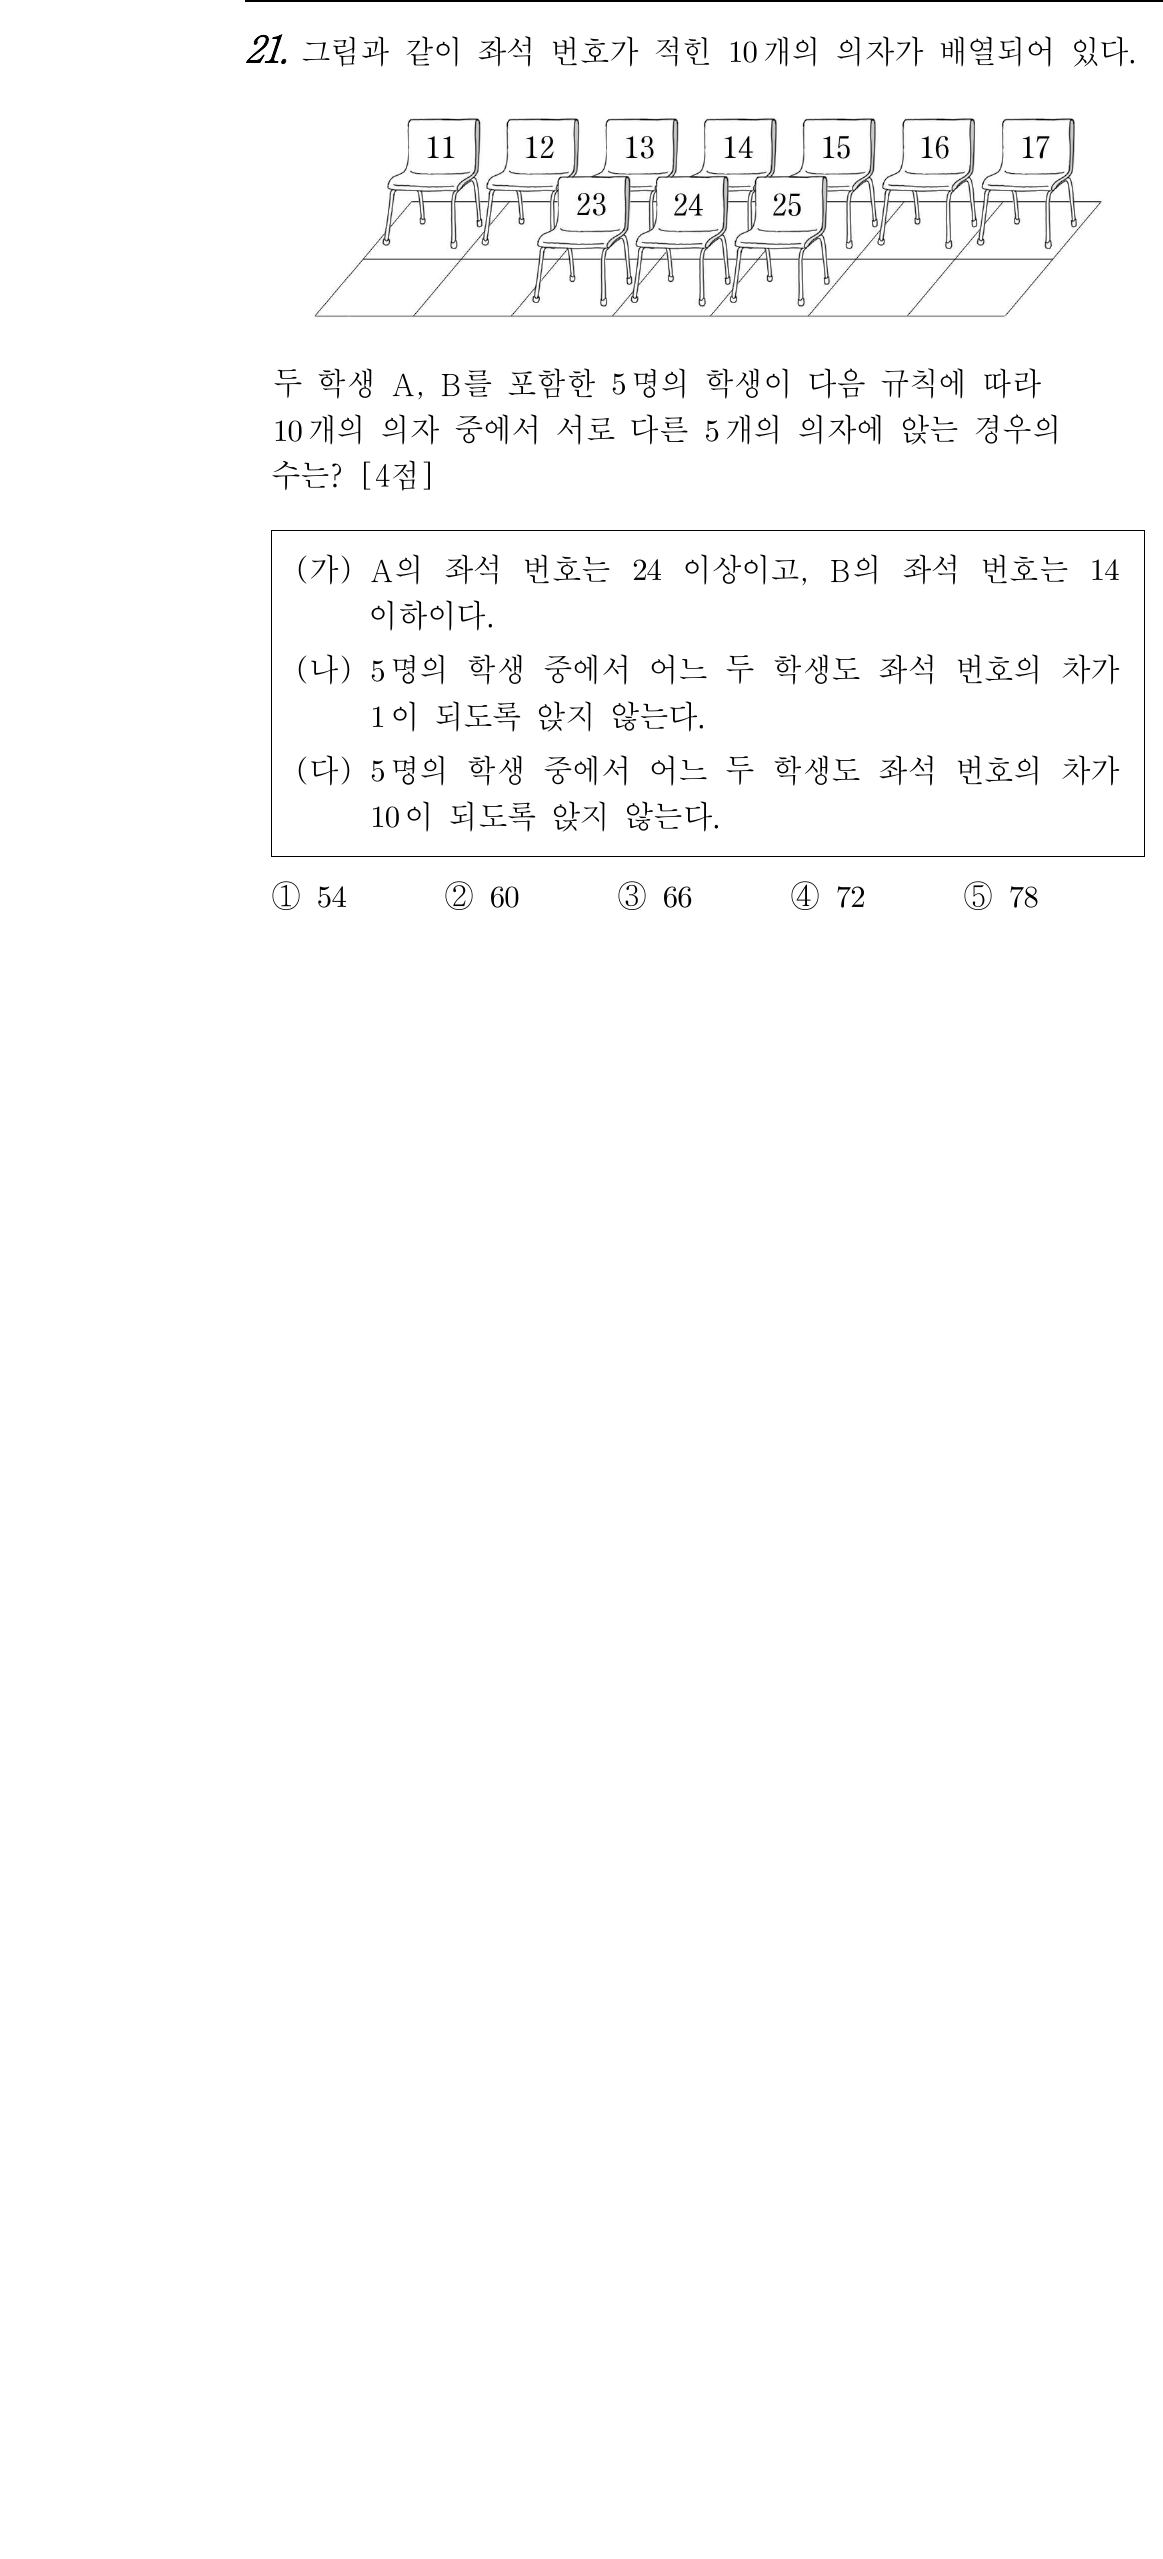 21. 그림과 같이 좌석 번호가 적힌 10개의 의자가 배열되어 있다.
11 12 13 14 15 16 17
23 24 25
두 학생 A, B를 포함한 5명의 학생이 다음 규칙에 따라
10개의 의자 중에서 서로 다른 5개의 의자에 앉는 경우의
수는? [4점]
(가) A의 좌석 번호는 24 이상이고, B의 좌석 번호는 14
이하이다.
(나) 5명의 학생 중에서 어느 두 학생도 좌석 번호의 차가
1이 되도록 앉지 않는다.
(다) 5명의 학생 중에서 어느 두 학생도 좌석 번호의 차가
10이 되도록 앉지 않는다.
① 54 ② 60 ③ 66 ④ 72 ⑤ 78